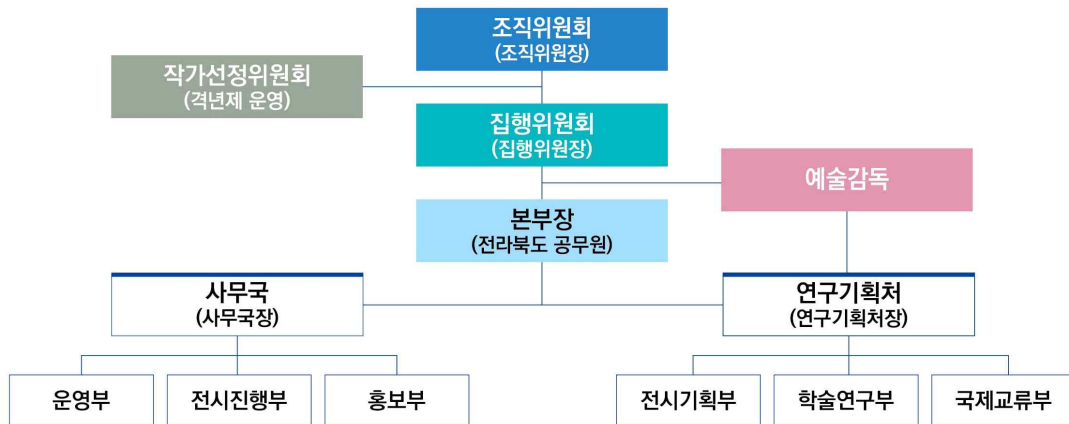 조직위원회
(조직위원장)
작가선정위원회
(격년제 운영)
집행위원회
(집행위원장)
예술감독
본부장
(전라북도 공무원)
사무국
(사무국장)
연구기획처
(연구기획처장)
운영부
전시진행부
홍보부
전시기획부
학술연구부
국제교류부